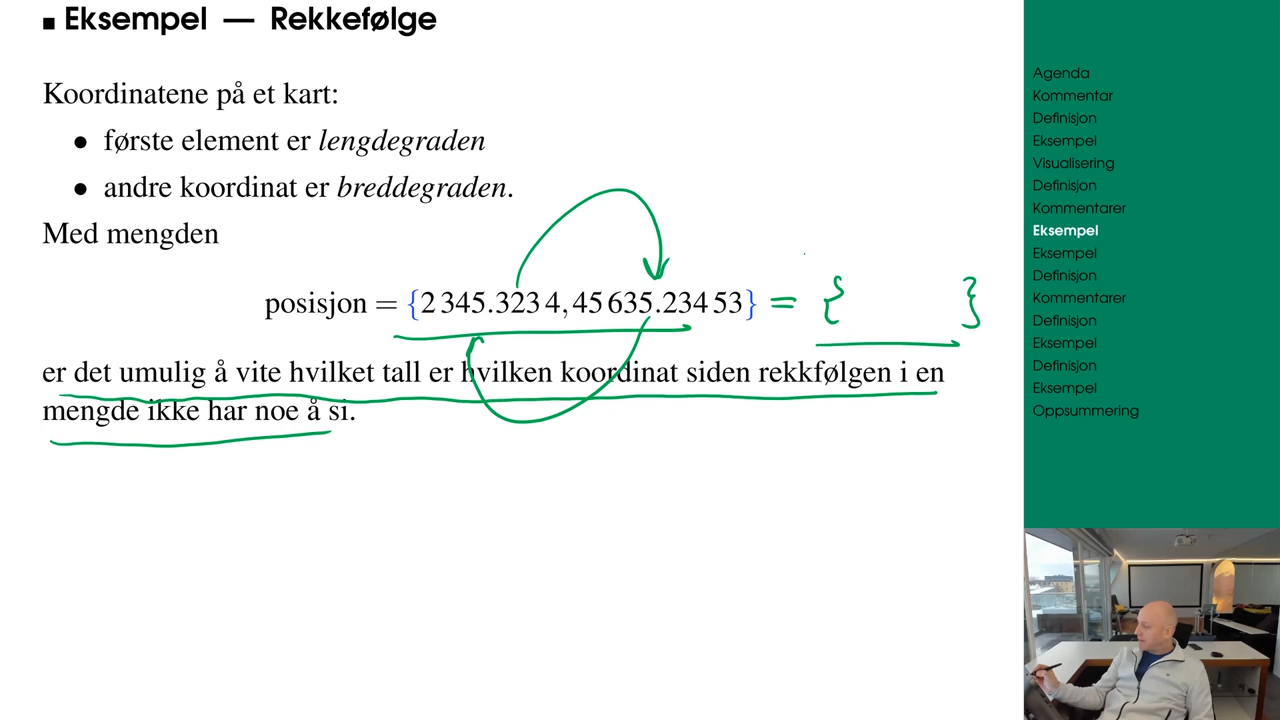 Eksempel — Rekkefølge
Koordinatene på et kart:
• første element er lengdegraden
• andre koordinat er breddegraden.
Med mengden
posisjon = {2 345.323 4, 45 635.234 53} = { }
er det umulig å vite hvilket tall er hvilken koordinat siden rekkfølgen i en
mengde ikke har noe å si.
Agenda
Kommentar
Definisjon
Eksempel
Visualisering
Definisjon
Kommentarer
Eksempel
Eksempel
Definisjon
Kommentarer
Definisjon
Eksempel
Definisjon
Eksempel
Oppsummering